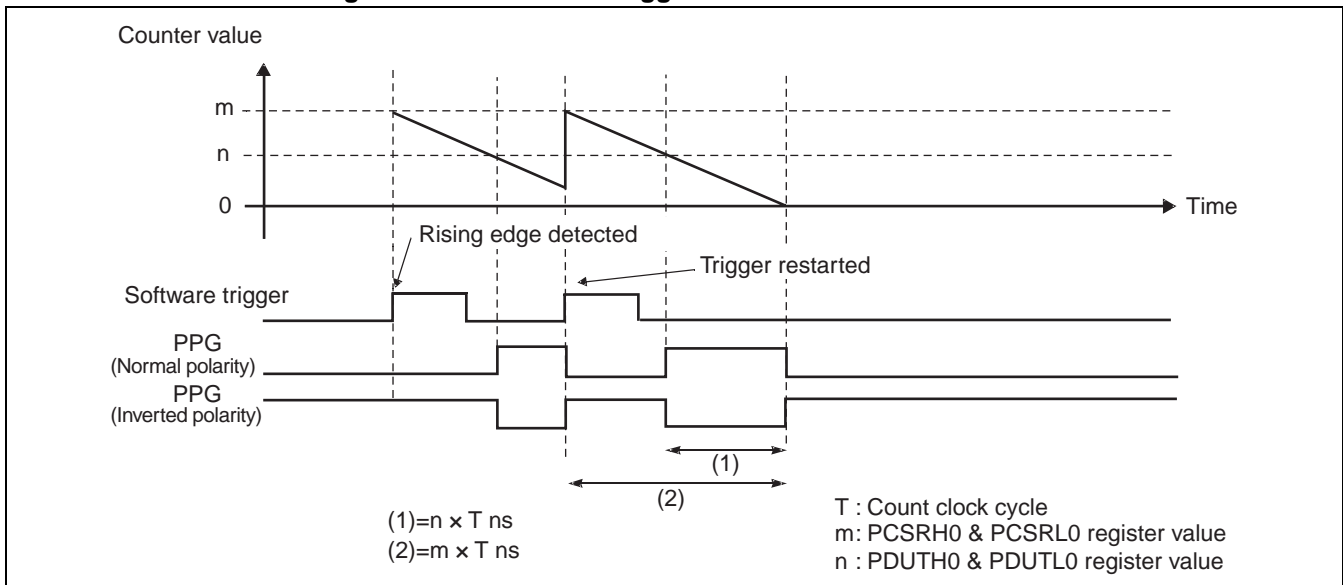 Counter value
m
n
0
Time
Rising edge detected
Trigger restarted
Software trigger
PPG
(Normal polarity)
PPG
(Inverted polarity)
(1)
(2)
(1)=n × T ns
(2)=m × T ns
T : Count clock cycle
m: PCSRH0 & PCSRL0 register value
n : PDUTH0 & PDUTL0 register value